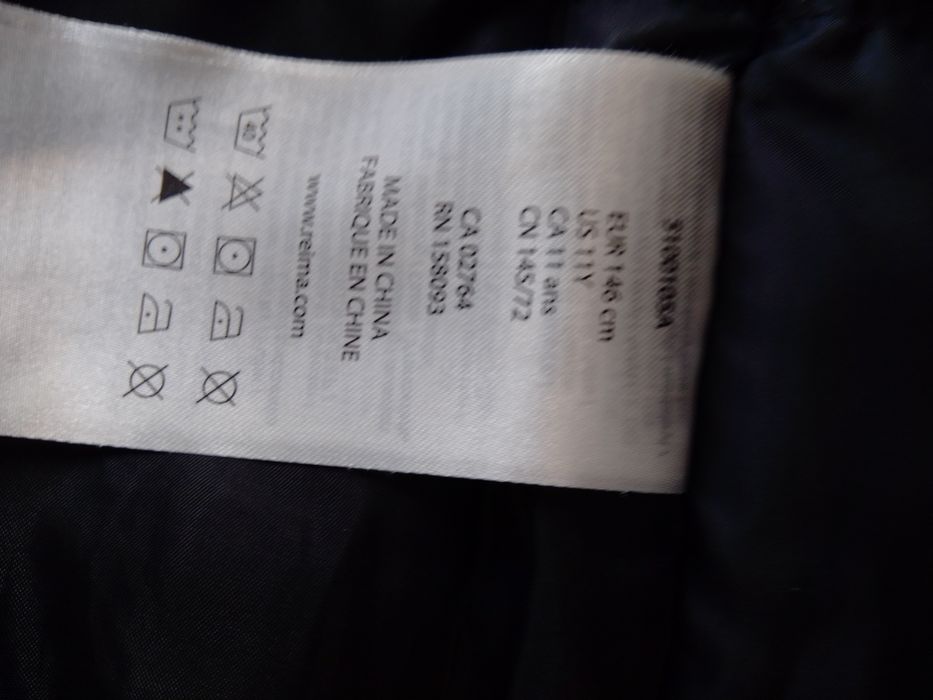 EUR 146 cm
US 11Y
CA 11 ans
CN 145/72
CA 02764
RN 158093
MADE IN CHINA
FABRIQUE EN CHINE
www.reima.com
40